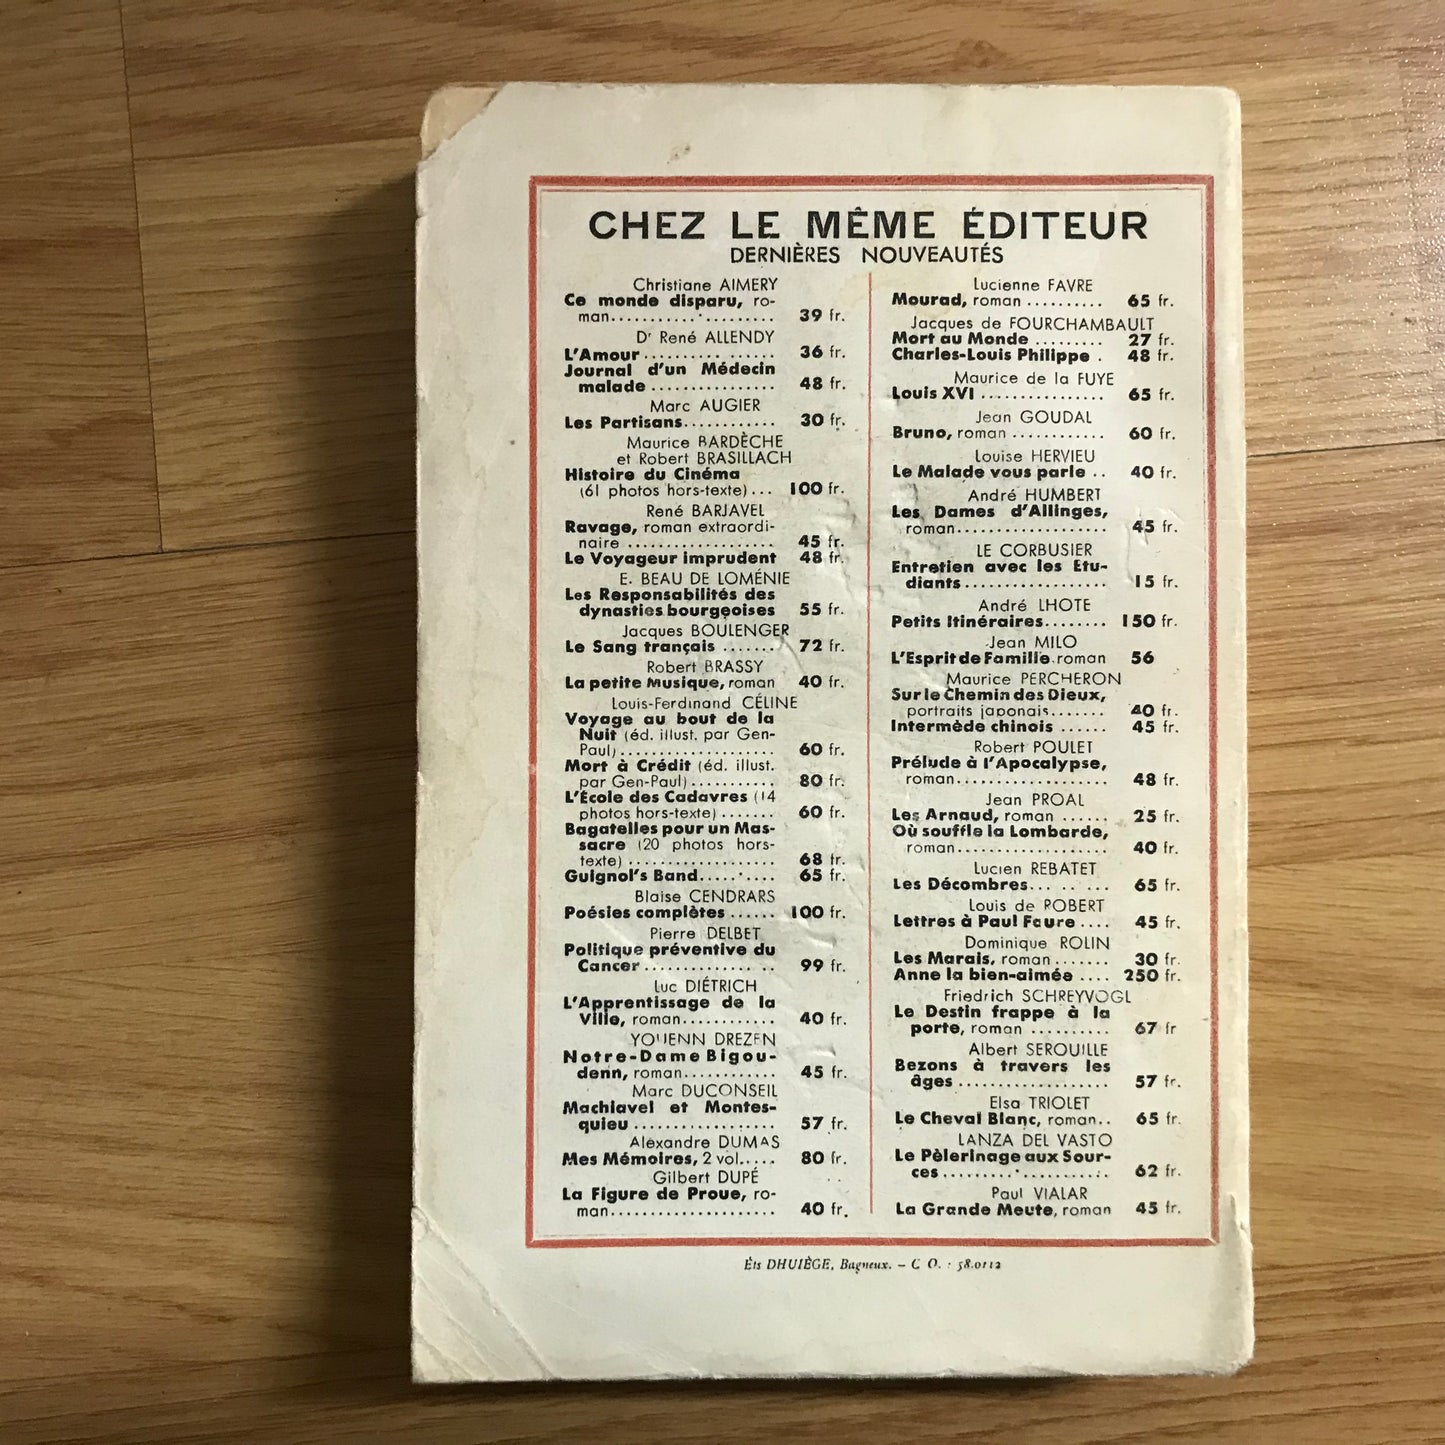 CHEZ LE MÊME ÉDITEUR
DERNIÈRES NOUVEAUTÉS
Christiane AIMERY
Ce monde disparu, ro-
man.................... 39 fr.
Dr René ALLENDY
L'Amour.......... ...... 36 fr.
Journal d'un Médecin
malade ................ 48 fr.
Marc AUGIER
Les Partisans............ 30 fr.
Maurice BARDÈCHE
et Robert BRASILLACH
Histoire du Cinéma
(61 photos hors-texte)... 100 fr.
René BARJAVEL
Ravage, roman extraordi-
naire ................... 45 fr.
Le Voyageur imprudent 48 fr.
E. BEAU DE LOMÉNIE
Les Responsabilités des
dynasties bourgeoises 55 fr.
Jacques BOULENGER
Le Sang français ....... 72 fr.
Robert BRASSY
La petite Musique, roman 40 fr.
Louis-Ferdinand CÉLINE
Voyage au bout de la
Nuit (éd. illust. par Gen-
Paul).................... 60 fr.
Mort à Crédit (éd. illust.
par Gen-Paul)........... 80 fr.
L'École des Cadavres (14
photos hors-texte)....... 60 fr.
Bagatelles pour un Mas-
sacre (20 photos hors-
texte) ................... 68 fr.
Guignol's Band.......... 65 fr.
Blaise CENDRARS
Poésies complètes ...... 100 fr.
Pierre DELBET
Politique préventive du
Cancer.............. .. 99 fr.
Luc DIÉTRICH
L'Apprentissage de la
Ville, roman............ 40 fr.
YOUENN DREZEN
Notre-Dame Bigou-
denn, roman............ 45 fr.
Marc DUCONSEIL
Machiavel et Montes-
quieu .................. 57 fr.
Alexandre DUMAS
Mes Mémoires, 2 vol..... 80 fr.
Gilbert DUPÉ
La Figure de Proue, ro-
man..................... 40 fr.
Lucienne FAVRE
Mourad, roman .......... 65 fr.
Jacques de FOURCHAMBAULT
Mort au Monde ......... 27 fr.
Charles-Louis Philippe . 48 fr.
Maurice de la FUYE
Louis XVI ................ 65 fr.
Jean GOUDAL
Bruno, roman ............ 60 fr.
Louise HERVIEU
Le Malade vous parle .. 40 fr.
André HUMBERT
Les Dames d'Allinges,
roman................... 45 fr.
LE CORBUSIER
Entretien avec les Étu-
diants.................. 15 fr.
André LHOTE
Petits Itinéraires........ 150 fr.
Jean MILO
L'Esprit de Famille, roman 56
Maurice PERCHERON
Sur le Chemin des Dieux,
portraits japonais....... 40 fr.
Intermède chinois ...... 45 fr.
Robert POULET
Prélude à l'Apocalypse,
roman................... 48 fr.
Jean PROAL
Les Arnaud, roman ...... 25 fr.
Où souffle la Lombarde,
roman................... 40 fr.
Lucien REBATET
Les Décombres... .. ... 65 fr.
Louis de ROBERT
Lettres à Paul Faure .... 45 fr.
Dominique ROLIN
Les Marais, roman ....... 30 fr.
Anne la bien-aimée .... 250 fr.
Friedrich SCHREYVOGL
Le Destin frappe à la
porte, roman .......... 67 fr
Albert SEROUILLE
Bezons à travers les
âges ................... 57 fr.
Elsa TRIOLET
Le Cheval Blanc, roman.. 65 fr.
LANZA DEL VASTO
Le Pèlerinage aux Sour-
ces..................... 62 fr.
Paul VIALAR
La Grande Meute, roman 45 fr.
Éts DHUIÈGE, Bagneux. – C O. : 58.0112